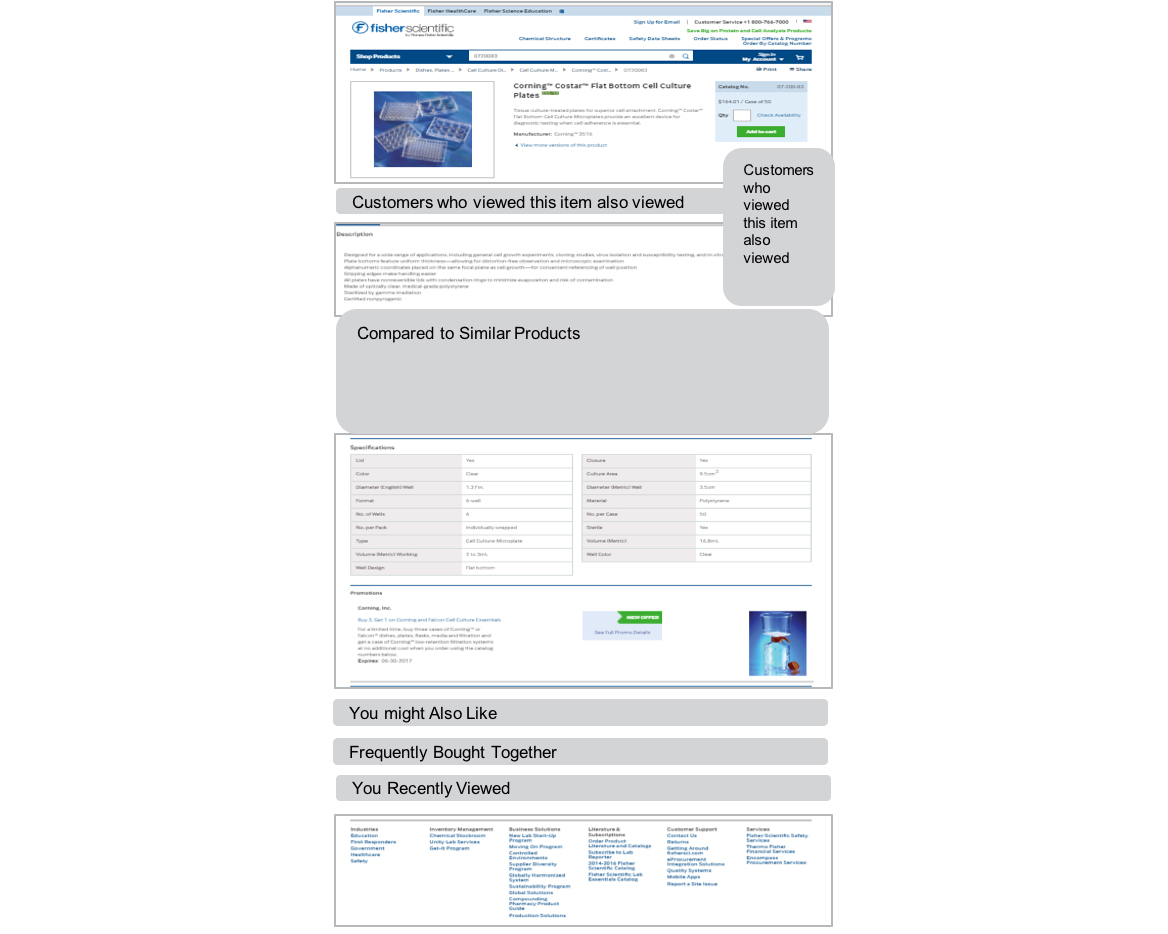 Fisher Scientific Fisher HealthCare Fisher Science Education
Sign Up for Email | Customer Service +1 800-766-7000 |
Save Big on Protein and Cell Analysis Products
fisher scientific
Chemical Structure Certificates Safety Data Sheets Order Status Special Offers & Programs
Order By Catalog Number
Shop Products
Sign In
My Account
Home Products Dishes, Plates ... Cell Culture Di... Cell Culture M... Corning™ Cost...
Print Share
Corning™ Costar™ Flat Bottom Cell Culture
Plates
Tissue culture-treated plates for superior cell attachment. Corning™ Costar™
Flat Bottom Cell Culture Microplates provide an excellent device for
diagnostic testing when cell adherence is essential.
Manufacturer: Corning™ 3516
View more versions of this product
Catalog No. 07-200-83
$164.01 / Case of 50
Qty Check Availability
Add to cart
Customers who viewed this item also viewed
Customers
who
viewed
this item
also
viewed
Description
Designed for a wide range of applications, including general cell growth experiments, cloning studies, virus isolation and susceptibility testing, and
Plate bottoms feature uniform thickness—allowing for distortion-free observation and microscopic examination
Alphanumeric coordinates placed on the same focal plane as cell growth—for convenient referencing of well position
Gripping edges make handling easier
All plates have nonreversible lids with condensation rings to minimize evaporation and risk of contamination
Made of optically clear, medical-grade polystyrene
Sterilized by gamma irradiation
Certified nonpyrogenic
Compared to Similar Products
Specifications
Lid Yes
Color Clear
Diameter (English) Well 1.37in.
Format 6-well
No. of Wells 6
No. per Pack Individually wrapped
Type Cell Culture Microplate
Volume (Metric) Working 2 to 3mL
Well Design Flat bottom
Closure Yes
Culture Area 9.5cm2
Diameter (Metric) Well 3.5cm
Material Polystyrene
No. per Case 50
Sterile Yes
Volume (Metric) 16.8mL
Well Color Clear
Promotions
Corning, Inc.
Buy 3, Get 1 on Corning and Falcon Cell Culture Essentials
For a limited time, buy three cases of Corning™ or
Falcon™ dishes, plates, flasks, media and filtration and
get a case of Corning™ low-retention filtration systems
at no additional cost when you order using the catalog
numbers below.
Expires: 06-30-2017
NEW OFFER
See Full Promo Details
You might Also Like
Frequently Bought Together
You Recently Viewed
Industries
Education
First Responders
Government
Healthcare
Safety
Inventory Management
Chemical Stockroom
Unity Lab Services
Get-It Program
Business Solutions
New Lab Start-Up
Program
Moving On Program
Controlled
Environments
Supplier Diversity
Program
Globally Harmonized
System
Sustainability Program
Global Solutions
Compounding
Pharmacy Product
Guide
Production Solutions
Literature &
Subscriptions
Order Product
Literature and Catalogs
Subscribe to Lab
Reporter
2014-2016 Fisher
Scientific Catalog
Fisher Scientific Lab
Essentials Catalog
Customer Support
Contact Us
Returns
Getting Around
fishersci.com
eProcurement
Integration Solutions
Quality Systems
Mobile Apps
Report a Site Issue
Services
Fisher Scientific Safety
Services
Thermo Fisher
Financial Services
Encompass
Procurement Services